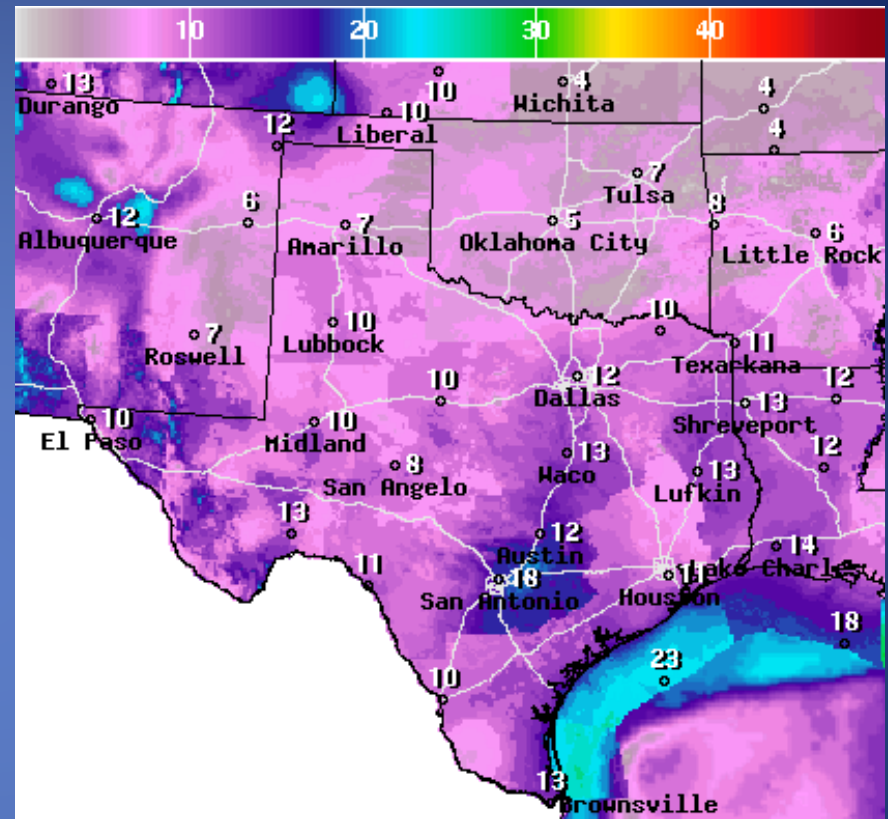 10 20 30 40
13
Durango
10
10
Liberal
4
Wichita
4
4
12
7
Tulsa
12
Albuquerque
6
7
Amarillo
5
Oklahoma City
8
6
Little Rock
7
Roswell
10
Lubbock
10
11
Texarkana
12
Dallas
10
13
Shreveport
12
10
El Paso
10
Midland
8
San Angelo
13
Waco
13
Lufkin
12
13
12
Austin
14
Lake Charles
11
18
San Antonio
11
Houston
18
23
10
13
Brownsville